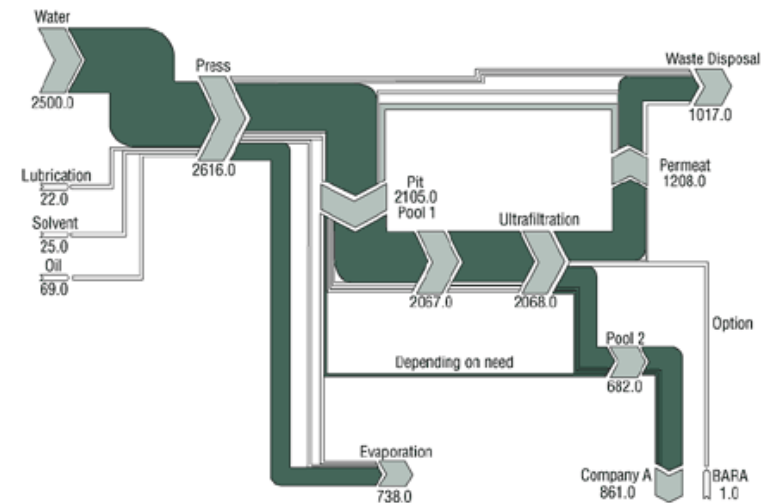 Water
2500.0
Press
2616.0
Waste Disposal
1017.0
Lubrication
22.0
Solvent
25.0
Oil
69.0
Pit
2105.0
Pool 1
Permeat
1208.0
Ultrafiltration
2067.0
2068.0
Option
Depending on need
Pool 2
682.0
Evaporation
738.0
Company A
861.0
BARA
1.0